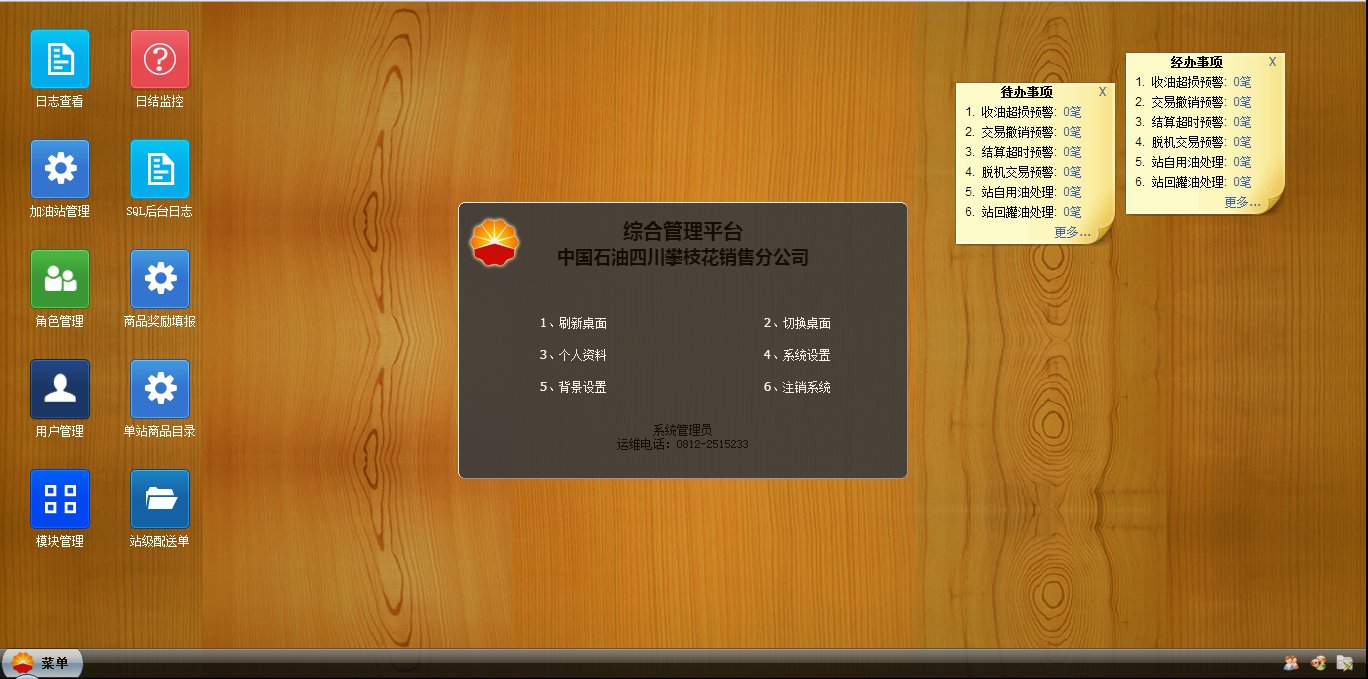 日志查看
日结监控
加油站管理
SQL后台日志
角色管理
商品奖励填报
用户管理
单站商品目录
模块管理
站级配送单
综合管理平台
中国石油四川攀枝花销售分公司
1、刷新桌面
2、切换桌面
3、个人资料
4、系统设置
5、背景设置
6、注销系统
系统管理员
运维电话：0812-2515233
待办事项 X
1. 收油超损预警: 0笔
2. 交易撤销预警: 0笔
3. 结算超时预警: 0笔
4. 脱机交易预警: 0笔
5. 站自用油处理: 0笔
6. 站回罐油处理: 0笔
更多...
经办事项 X
1. 收油超损预警: 0笔
2. 交易撤销预警: 0笔
3. 结算超时预警: 0笔
4. 脱机交易预警: 0笔
5. 站自用油处理: 0笔
6. 站回罐油处理: 0笔
更多...
菜单